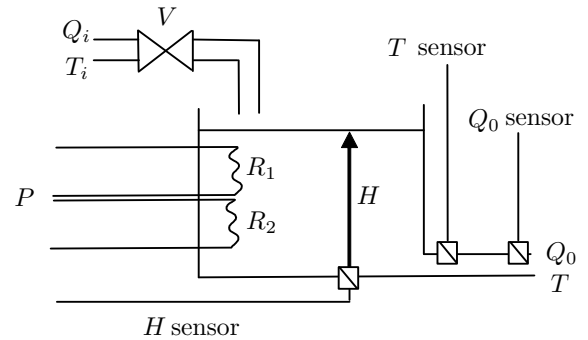 V
Q_i
T_i
T sensor
Q_0 sensor
R_1
P
H
R_2
Q_0
T
H sensor